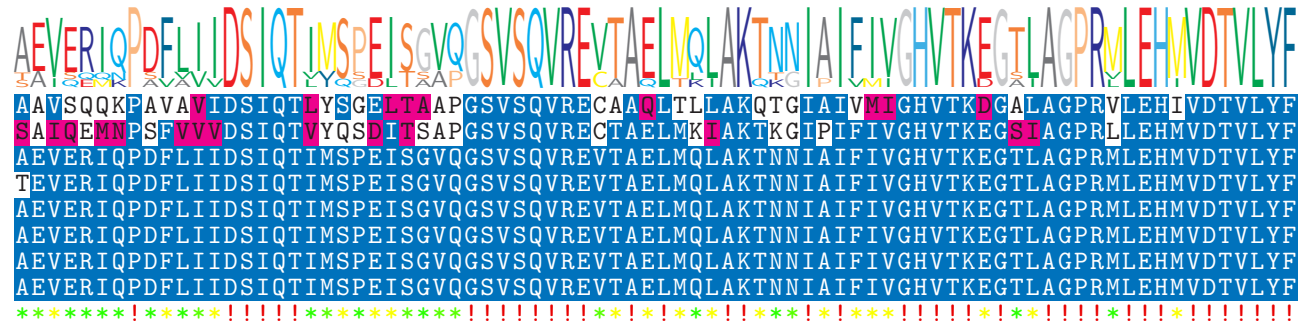 AEVERIQPDFLIIDSIQTIMSPEISGVQGSVSQVREVTAELMQLAKTNNIAIFIVGHVTKEGTLAGPRMLEHMVDTVLYF
AAVSQQKPAVAVIDSIQTLYSGELTAAPGSVSQVRECAAQLTLLAKQTGIAIVMIGHVTKDGALAGPRVLEHIVDTVLYF
SAIQEMNPSFVVVDSIQTVYQSDITSAPGSVSQVRECTAELMKIAKTKGIPIFIVGHVTKEGSIAGPRLLEHMVDTVLYF
AEVERIQPDFLIIDSIQTIMSPEISGVQGSVSQVREVTAELMQLAKTNNIAIFIVGHVTKEGTLAGPRMLEHMVDTVLYF
TEVERIQPDFLIIDSIQTIMSPEISGVQGSVSQVREVTAELMQLAKTNNIAIFIVGHVTKEGTLAGPRMLEHMVDTVLYF
AEVERIQPDFLIIDSIQTIMSPEISGVQGSVSQVREVTAELMQLAKTNNIAIFIVGHVTKEGTLAGPRMLEHMVDTVLYF
AEVERIQPDFLIIDSIQTIMSPEISGVQGSVSQVREVTAELMQLAKTNNIAIFIVGHVTKEGTLAGPRMLEHMVDTVLYF
AEVERIQPDFLIIDSIQTIMSPEISGVQGSVSQVREVTAELMQLAKTNNIAIFIVGHVTKEGTLAGPRMLEHMVDTVLYF
AEVERIQPDFLIIDSIQTIMSPEISGVQGSVSQVREVTAELMQLAKTNNIAIFIVGHVTKEGTLAGPRMLEHMVDTVLYF
*******!*****!!!!!**********!!!!!!!!**!*!***!!***!*!***!!!!!*!**!!!!*!!!*!!!!!!!